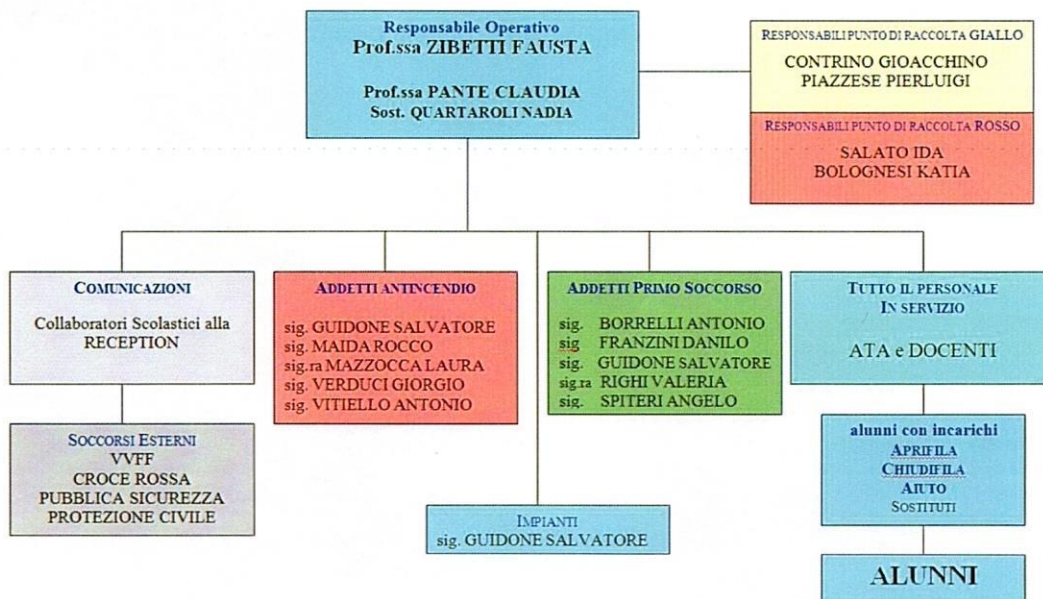 Responsabile Operativo
Prof.ssa ZIBETTI FAUSTA
Prof.ssa PANTE CLAUDIA
Sost. QUARTAROLI NADIA
RESPONSABILI PUNTO DI RACCOLTA GIALLO
CONTRINO GIOACCHINO
PIAZZESE PIERLUIGI
RESPONSABILI PUNTO DI RACCOLTA ROSSO
SALATO IDA
BOLOGNESI KATIA
COMUNICAZIONI
Collaboratori Scolastici alla
RECEPTION
SOCCORSI ESTERNI
VVFF
CROCE ROSSA
PUBBLICA SICUREZZA
PROTEZIONE CIVILE
ADDETTI ANTINCENDIO
sig. GUIDONE SALVATORE
sig. MAIDA ROCCO
sig.ra MAZZOCCA LAURA
sig. VERDUCI GIORGIO
sig. VITIELLO ANTONIO
IMPIANTI
sig. GUIDONE SALVATORE
ADDETTI PRIMO SOCCORSO
sig. BORRELLI ANTONIO
sig FRANZINI DANILO
sig. GUIDONE SALVATORE
sig.ra RIGHI VALERIA
sig. SPITERI ANGELO
TUTTO IL PERSONALE
IN SERVIZIO
ATA e DOCENTI
alunni con incarichi
APRIFILA
CHIUDIFILA
AIUTO
SOSTITUTI
ALUNNI